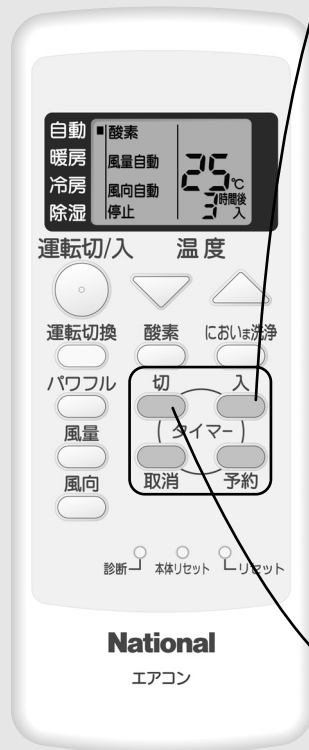 自動 酸素
暖房 風量自動 25℃
冷房 風向自動 3時間後
除湿 停止 入
運転切/入 温度
運転切換 酸素 におい洗浄
パワフル 切 入
風量 (タイマー)
風向 取消 予約
診断 本体リセット リセット
National
エアコン